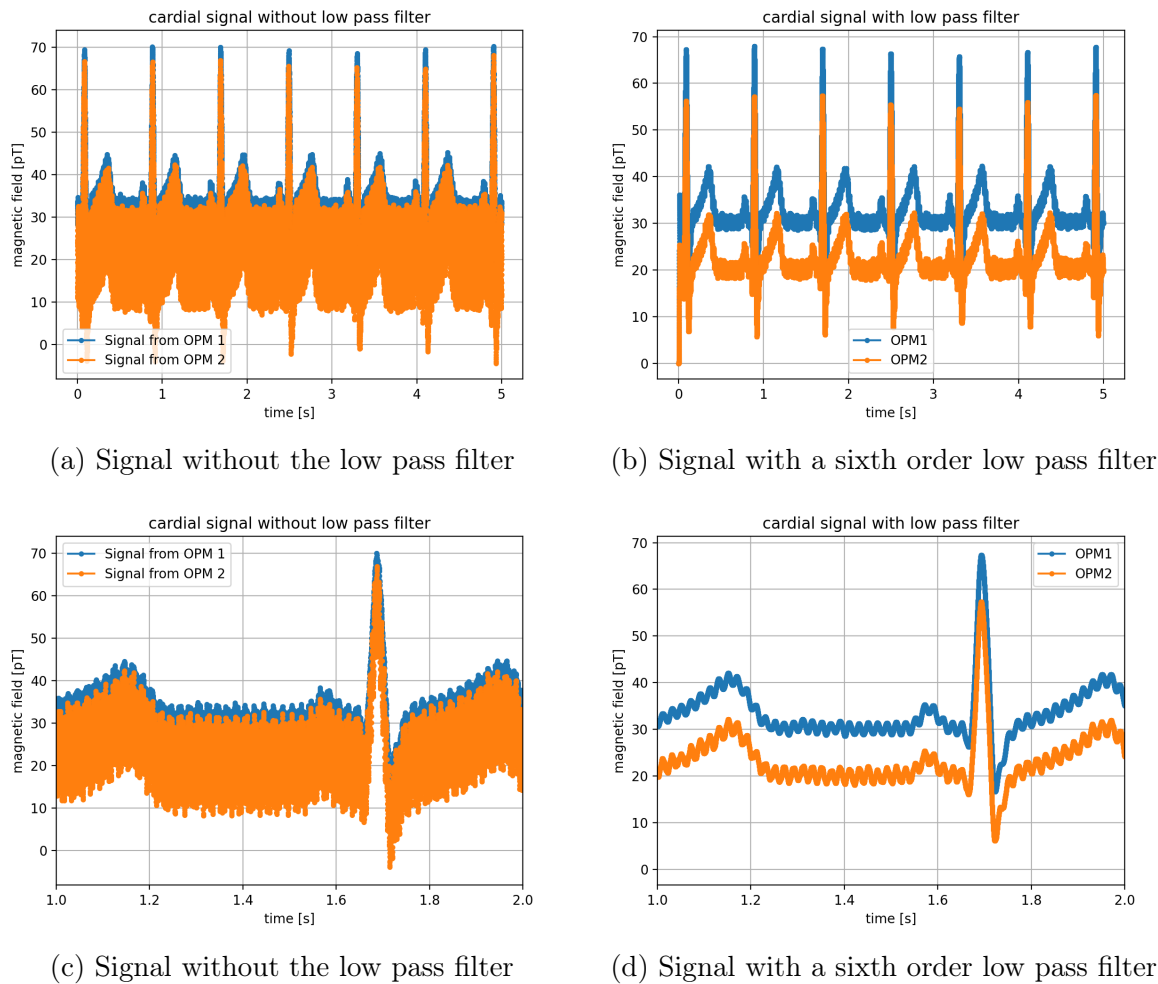 cardial signal without low pass filter
magnetic field [pT]
70
60
50
40
30
20
10
0
Signal from OPM 1
Signal from OPM 2
0 1 2 3 4 5
time [s]
(a) Signal without the low pass filter
cardial signal with low pass filter
magnetic field [pT]
70
60
50
40
30
20
10
0
OPM1
OPM2
0 1 2 3 4 5
time [s]
(b) Signal with a sixth order low pass filter
cardial signal without low pass filter
Signal from OPM 1
Signal from OPM 2
magnetic field [pT]
70
60
50
40
30
20
10
0
1.0 1.2 1.4 1.6 1.8 2.0
time [s]
(c) Signal without the low pass filter
cardial signal with low pass filter
OPM1
OPM2
magnetic field [pT]
70
60
50
40
30
20
10
0
1.0 1.2 1.4 1.6 1.8 2.0
time [s]
(d) Signal with a sixth order low pass filter